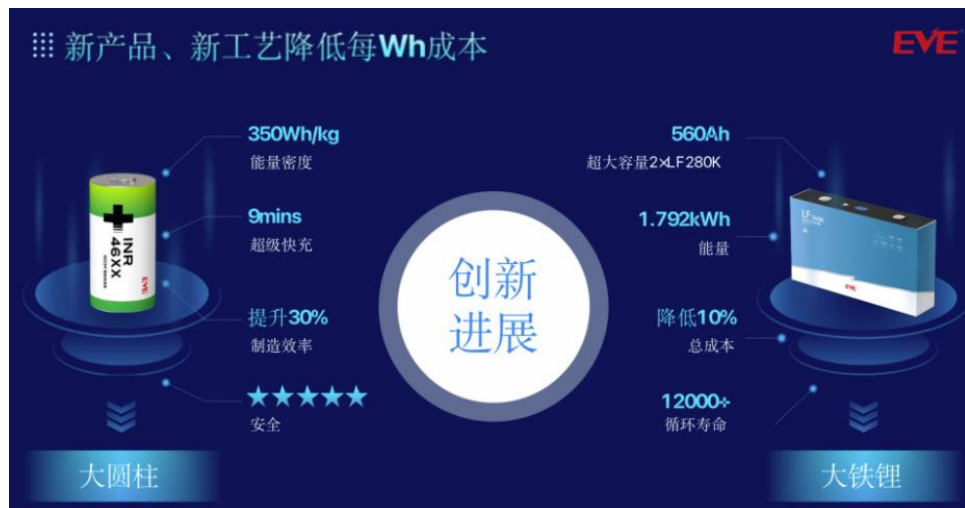 新产品、新工艺降低每Wh成本
EVE
350Wh/kg
能量密度
9mins
超级快充
提升30%
制造效率
★★★★★
安全
大圆柱
INR
46XX
EVE
创新
进展
560Ah
超大容量2×LF280K
1.792kWh
能量
降低10%
总成本
12000+
循环寿命
大铁锂
LF
EVE